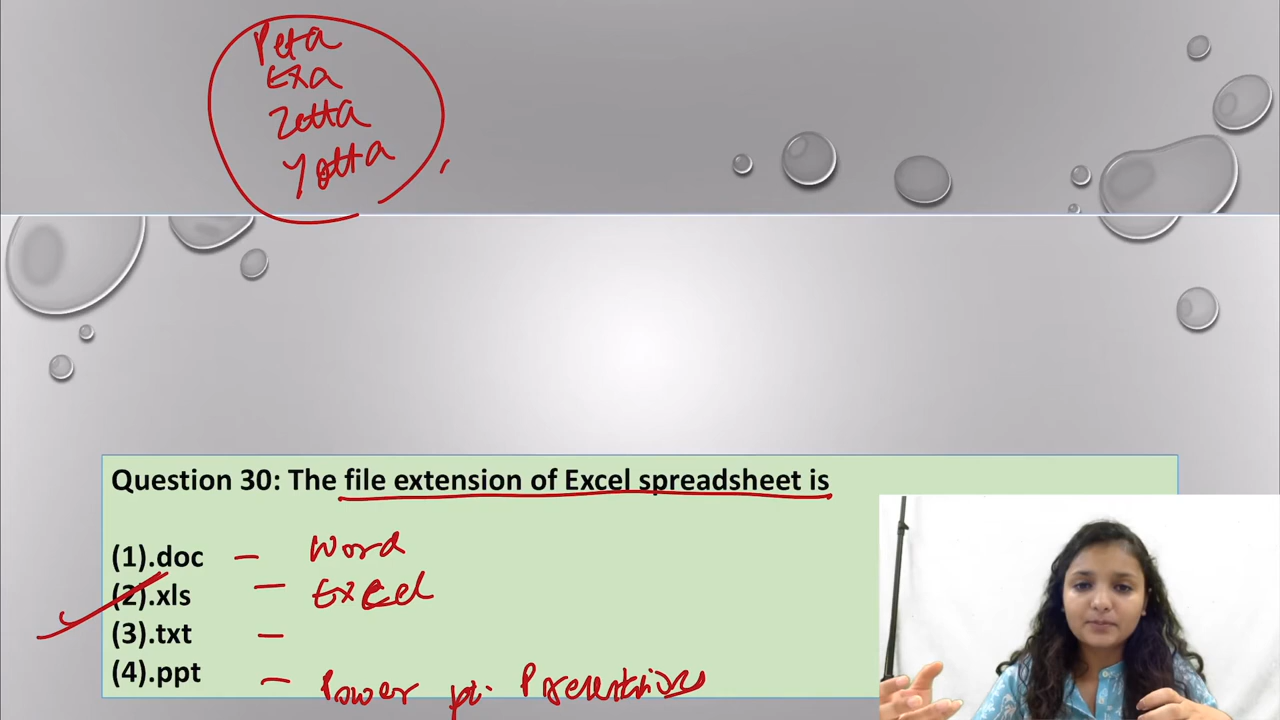 Peta
Exa
Zetta
Yotta
Question 30: The file extension of Excel spreadsheet is
(1).doc — Word
(2).xls — Excel
(3).txt —
(4).ppt — Power pt. Presentations